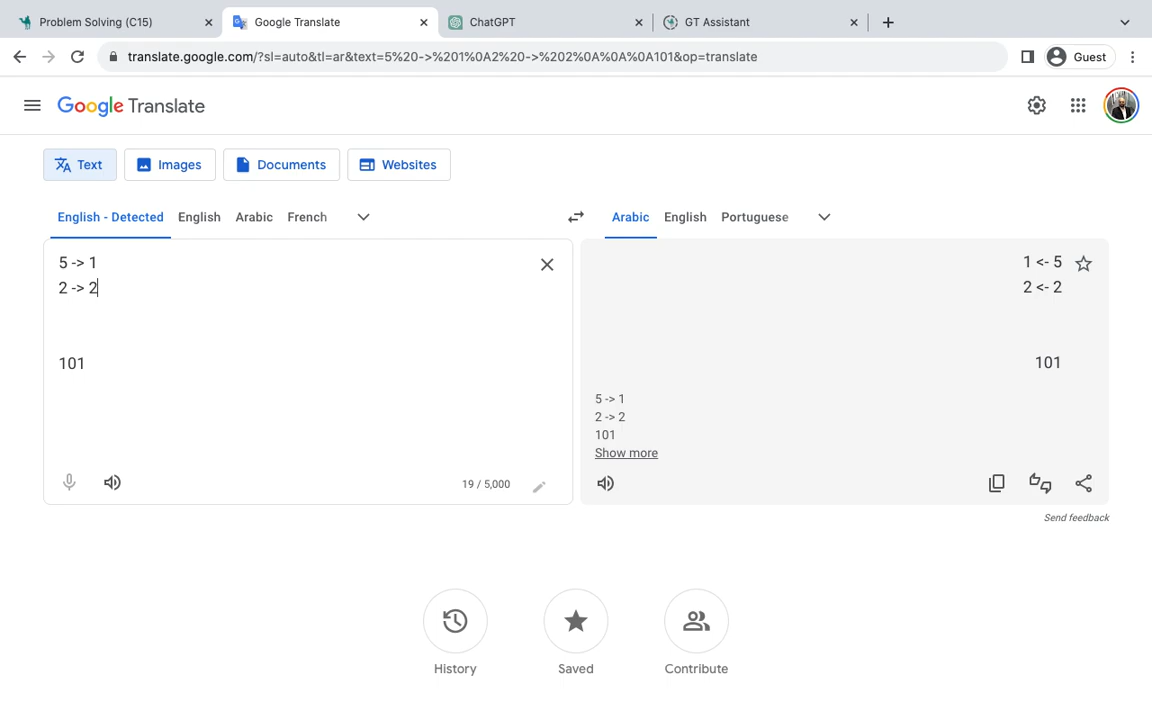 Problem Solving (C15)
Google Translate
ChatGPT
GT Assistant
translate.google.com/?sl=auto&tl=ar&text=5%20->%201%0A2%20->%202%0A%0A%0A101&op=translate
Guest
Google Translate
Text
Images
Documents
Websites
English - Detected
English
Arabic
French
Arabic
English
Portuguese
5 -> 1
2 -> 2
101
19 / 5,000
1 <- 5
2 <- 2
101
5 -> 1
2 -> 2
101
Show more
Send feedback
History
Saved
Contribute